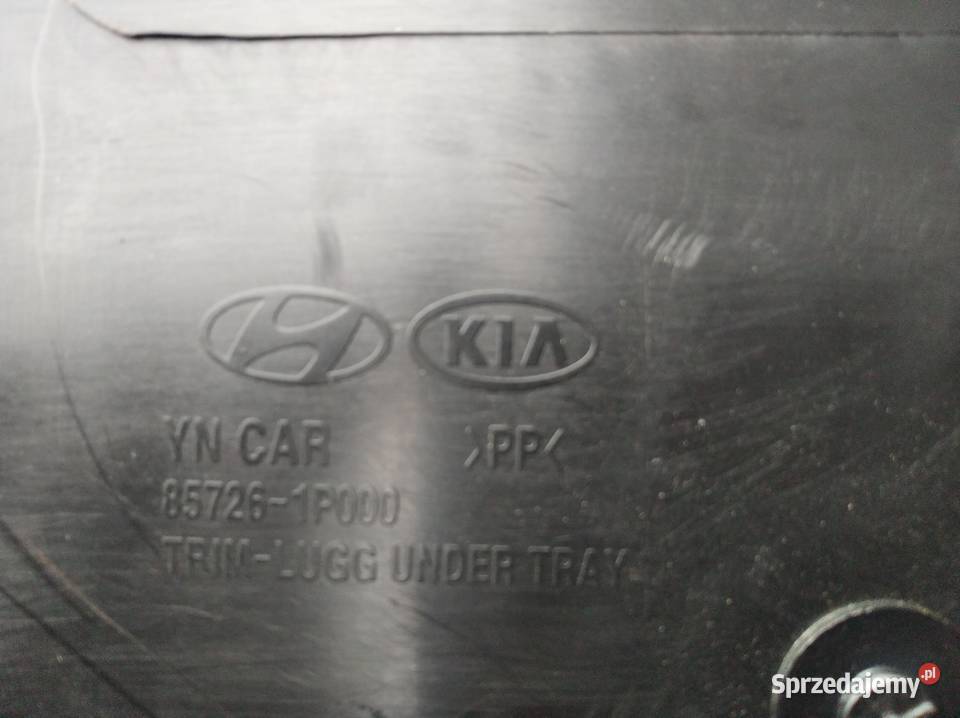 KIA
YN CAR >PP<
85726-1P000
TRIM-LUGG UNDER TRAY
Sprzedajemy.pl